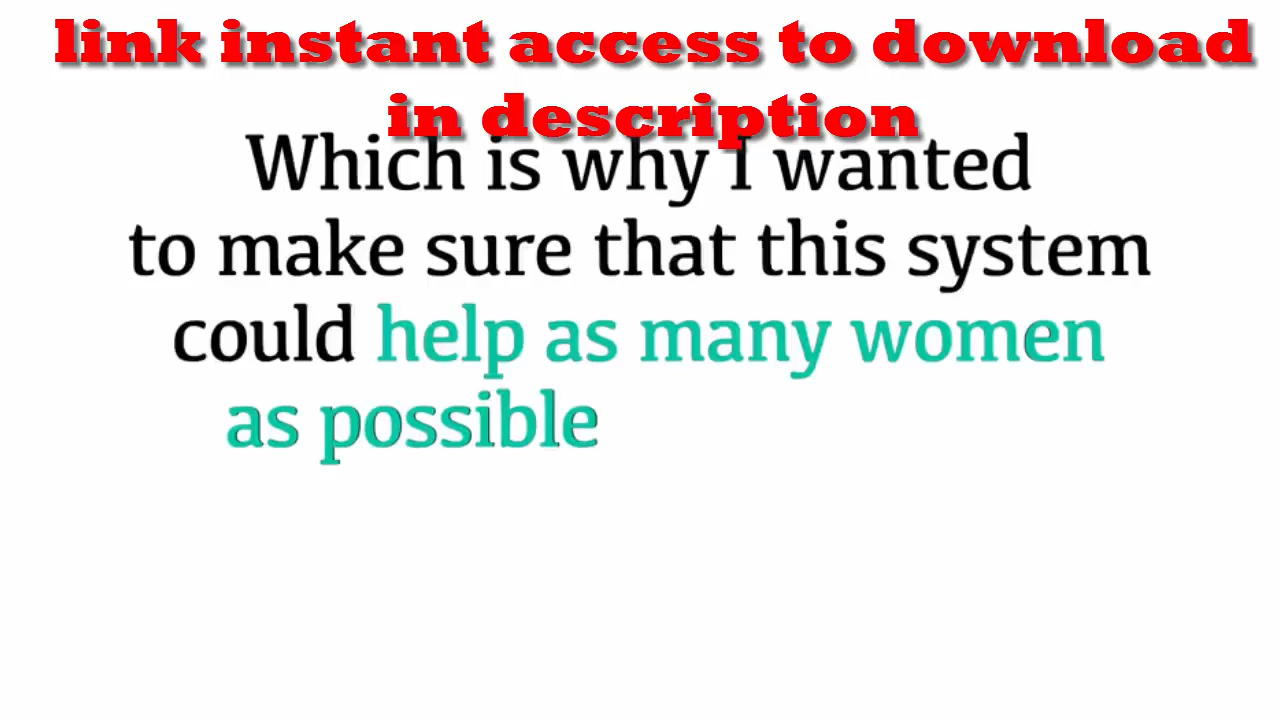 link instant access to download
in description
Which is why I wanted
to make sure that this system
could help as many women
as possible